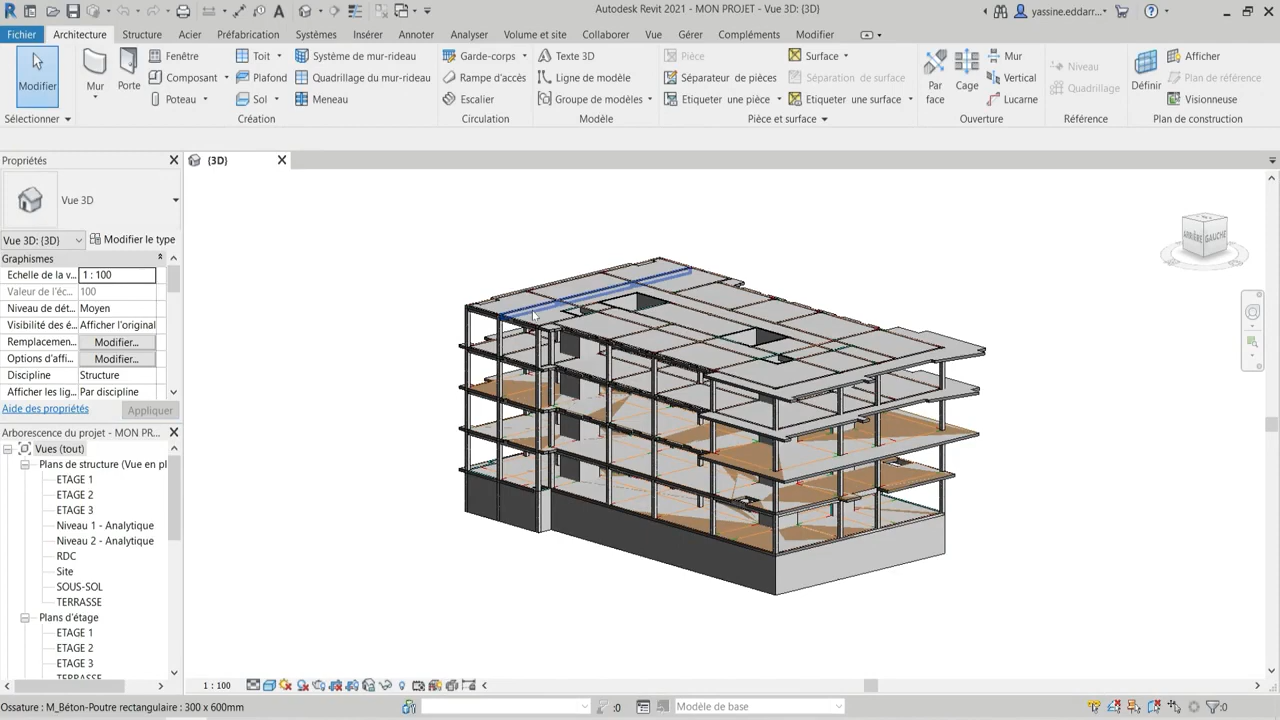 Autodesk Revit 2021 - MON PROJET - Vue 3D: {3D}
yassine.eddarr...
Fichier Architecture Structure Acier Préfabrication Systèmes Insérer Annoter Analyser Volume et site Collaborer Vue Gérer Compléments Modifier
Modifier
Sélectionner
Mur
Porte
Fenêtre
Composant
Poteau
Toit
Plafond
Sol
Système de mur-rideau
Quadrillage du mur-rideau
Meneau
Création
Garde-corps
Rampe d'accès
Escalier
Circulation
Texte 3D
Ligne de modèle
Groupe de modèles
Modèle
Pièce
Séparateur de pièces
Etiqueter une pièce
Surface
Séparation de surface
Etiqueter une surface
Pièce et surface
Par face
Cage
Mur
Vertical
Lucarne
Ouverture
Niveau
Quadrillage
Référence
Définir
Afficher
Plan de référence
Visionneuse
Plan de construction
Propriétés
{3D}
Vue 3D
Vue 3D: {3D}
Modifier le type
Graphismes
Echelle de la v... 1 : 100
Valeur de l'éc... 100
Niveau de dét... Moyen
Visibilité des é... Afficher l'original
Remplacemen... Modifier...
Options d'affi... Modifier...
Discipline Structure
Afficher les lig... Par discipline
Aide des propriétés Appliquer
Arborescence du projet - MON PR...
Vues (tout)
Plans de structure (Vue en pl
ETAGE 1
ETAGE 2
ETAGE 3
Niveau 1 - Analytique
Niveau 2 - Analytique
RDC
Site
SOUS-SOL
TERRASSE
Plans d'étage
ETAGE 1
ETAGE 2
ETAGE 3
TERRASSE
ARRIÈRE GAUCHE
1 : 100
Ossature : M_Béton-Poutre rectangulaire : 300 x 600mm
:0
Modèle de base
:0